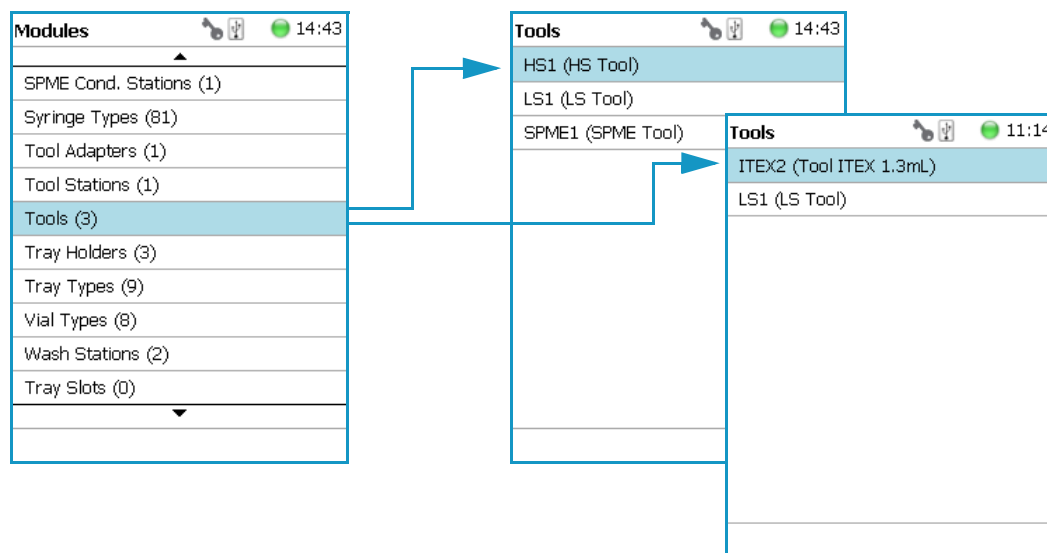 Modules 14:43
SPME Cond. Stations (1)
Syringe Types (81)
Tool Adapters (1)
Tool Stations (1)
Tools (3)
Tray Holders (3)
Tray Types (9)
Vial Types (8)
Wash Stations (2)
Tray Slots (0)
Tools 14:43
HS1 (HS Tool)
LS1 (LS Tool)
SPME1 (SPME Tool)
Tools 11:14
ITEX2 (Tool ITEX 1.3mL)
LS1 (LS Tool)